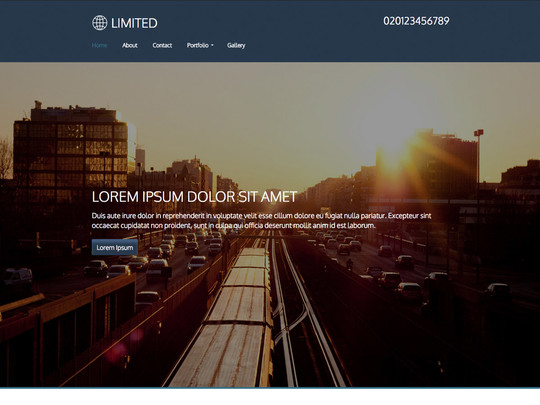 LIMITED
020123456789
Home
About
Contact
Portfolio
Gallery
LOREM IPSUM DOLOR SIT AMET
Duis aute irure dolor in reprehenderit in voluptate velit esse cillum dolore eu fugiat nulla pariatur. Excepteur sint
occaecat cupidatat non proident, sunt in culpa qui officia deserunt mollit anim id est laborum.
Lorem Ipsum